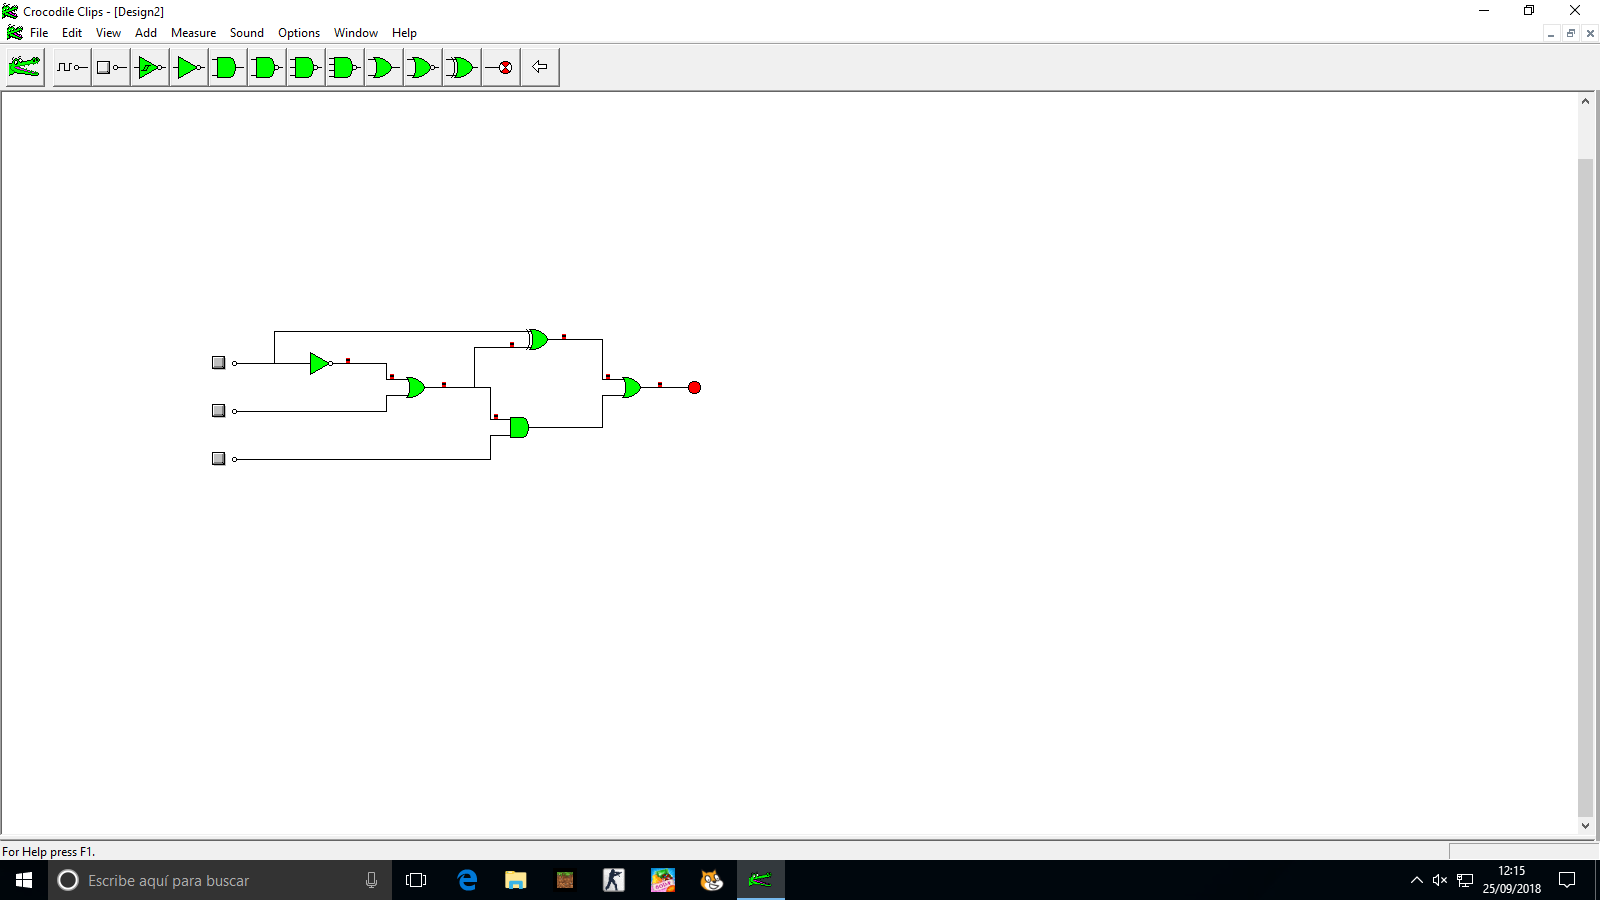 Crocodile Clips - [Design2]
File Edit View Add Measure Sound Options Window Help
For Help press F1.
Escribe aquí para buscar
12:15
25/09/2018